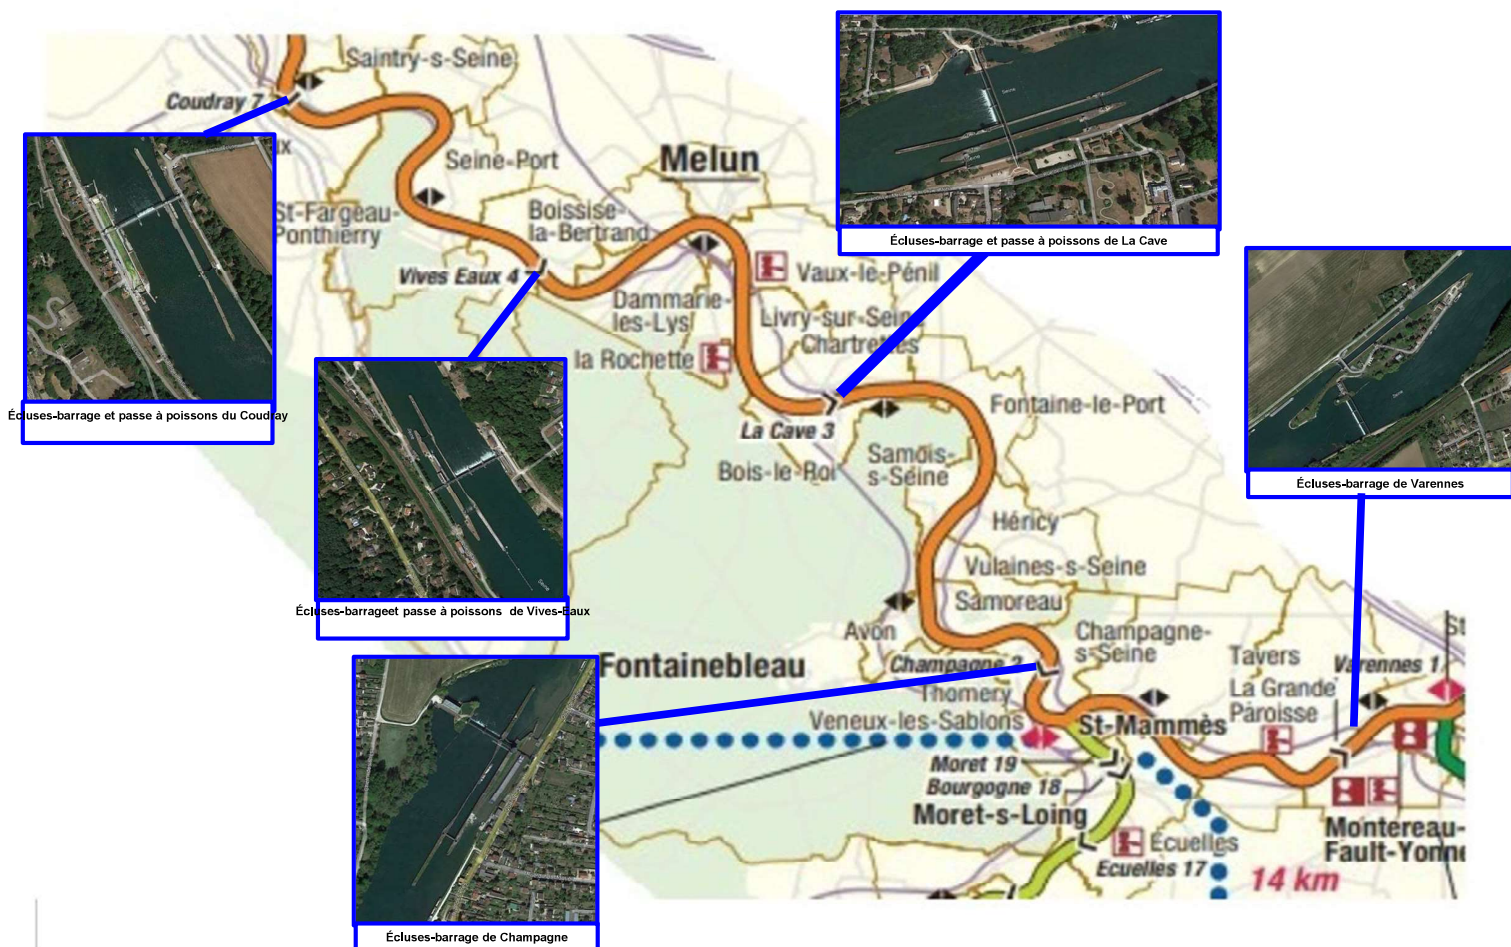 Saintry-s-Seine
Coudray 7
Écluses-barrage et passe à poissons du Coudray
Seine-Port
St-Fargeau-
Ponthierry
Melun
Boissise-
la-Bertrand
Vives Eaux 4
Dammarie-
les-Lys
la Rochette
Vaux-le-Pénil
Livry-sur-Seine
Chartrettes
Écluses-barrage et passe à poissons de La Cave
Écluses-barrageet passe à poissons de Vives-Eaux
La Cave 3
Bois-le-Roi
Samois-
s-Seine
Fontaine-le-Port
Héricy
Vulaines-s-Seine
Samoreau
Avon
Écluses-barrage de Varennes
Fontainebleau
Champagne 2
Champagne-
s-Seine
Thomery
Veneux-les-Sablons
St-Mammès
Tavers
La Grande
Paroisse
Varennes 1
St
Moret 19
Bourgogne 18
Moret-s-Loing
Écuelles
Ecuelles 17
14 km
Montereau-
Fault-Yonne
Écluses-barrage de Champagne